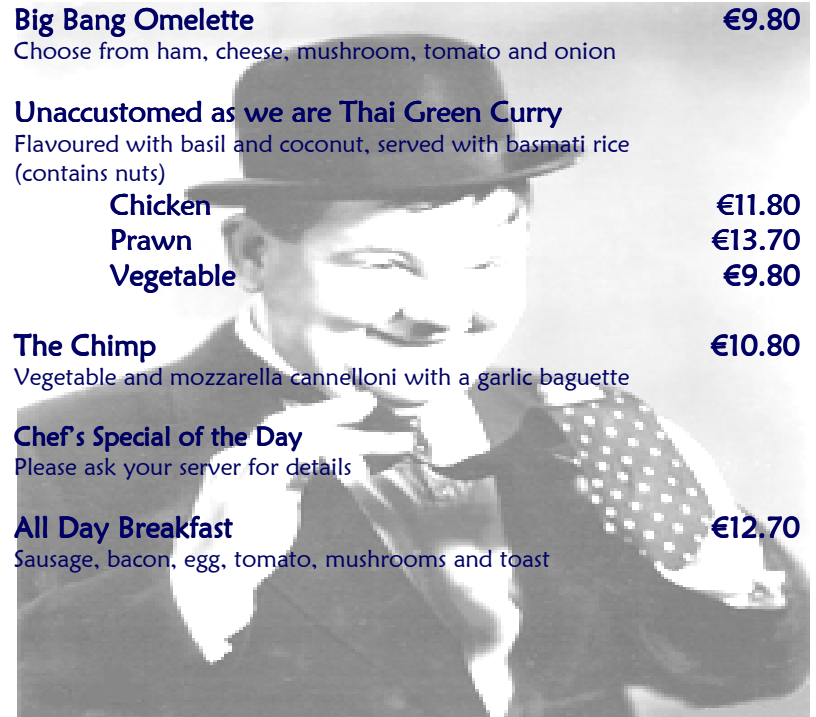 Big Bang Omelette €9.80
Choose from ham, cheese, mushroom, tomato and onion
Unaccustomed as we are Thai Green Curry
Flavoured with basil and coconut, served with basmati rice
(contains nuts)
Chicken €11.80
Prawn €13.70
Vegetable €9.80
The Chimp €10.80
Vegetable and mozzarella cannelloni with a garlic baguette
Chef's Special of the Day
Please ask your server for details
All Day Breakfast €12.70
Sausage, bacon, egg, tomato, mushrooms and toast